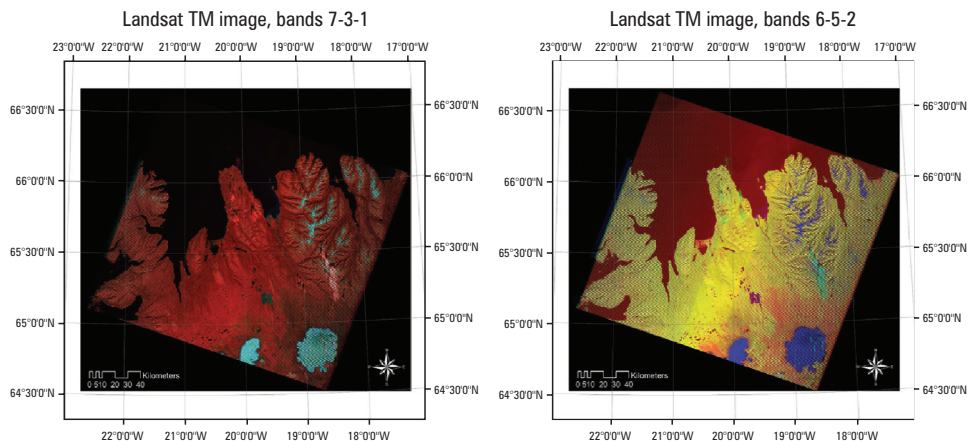 Landsat TM image, bands 7-3-1
23°0'0"W 22°0'0"W 21°0'0"W 20°0'0"W 19°0'0"W 18°0'0"W 17°0'0"W
66°30'0"N 66°30'0"N
66°0'0"N 66°0'0"N
65°30'0"N 65°30'0"N
65°0'0"N 65°0'0"N
64°30'0"N 64°30'0"N
Kilometers
0 5 10 20 30 40
22°0'0"W 21°0'0"W 20°0'0"W 19°0'0"W 18°0'0"W
Landsat TM image, bands 6-5-2
23°0'0"W 22°0'0"W 21°0'0"W 20°0'0"W 19°0'0"W 18°0'0"W 17°0'0"W
66°30'0"N 66°30'0"N
66°0'0"N 66°0'0"N
65°30'0"N 65°30'0"N
65°0'0"N 65°0'0"N
64°30'0"N 64°30'0"N
Kilometers
0 5 10 20 30 40
22°0'0"W 21°0'0"W 20°0'0"W 19°0'0"W 18°0'0"W